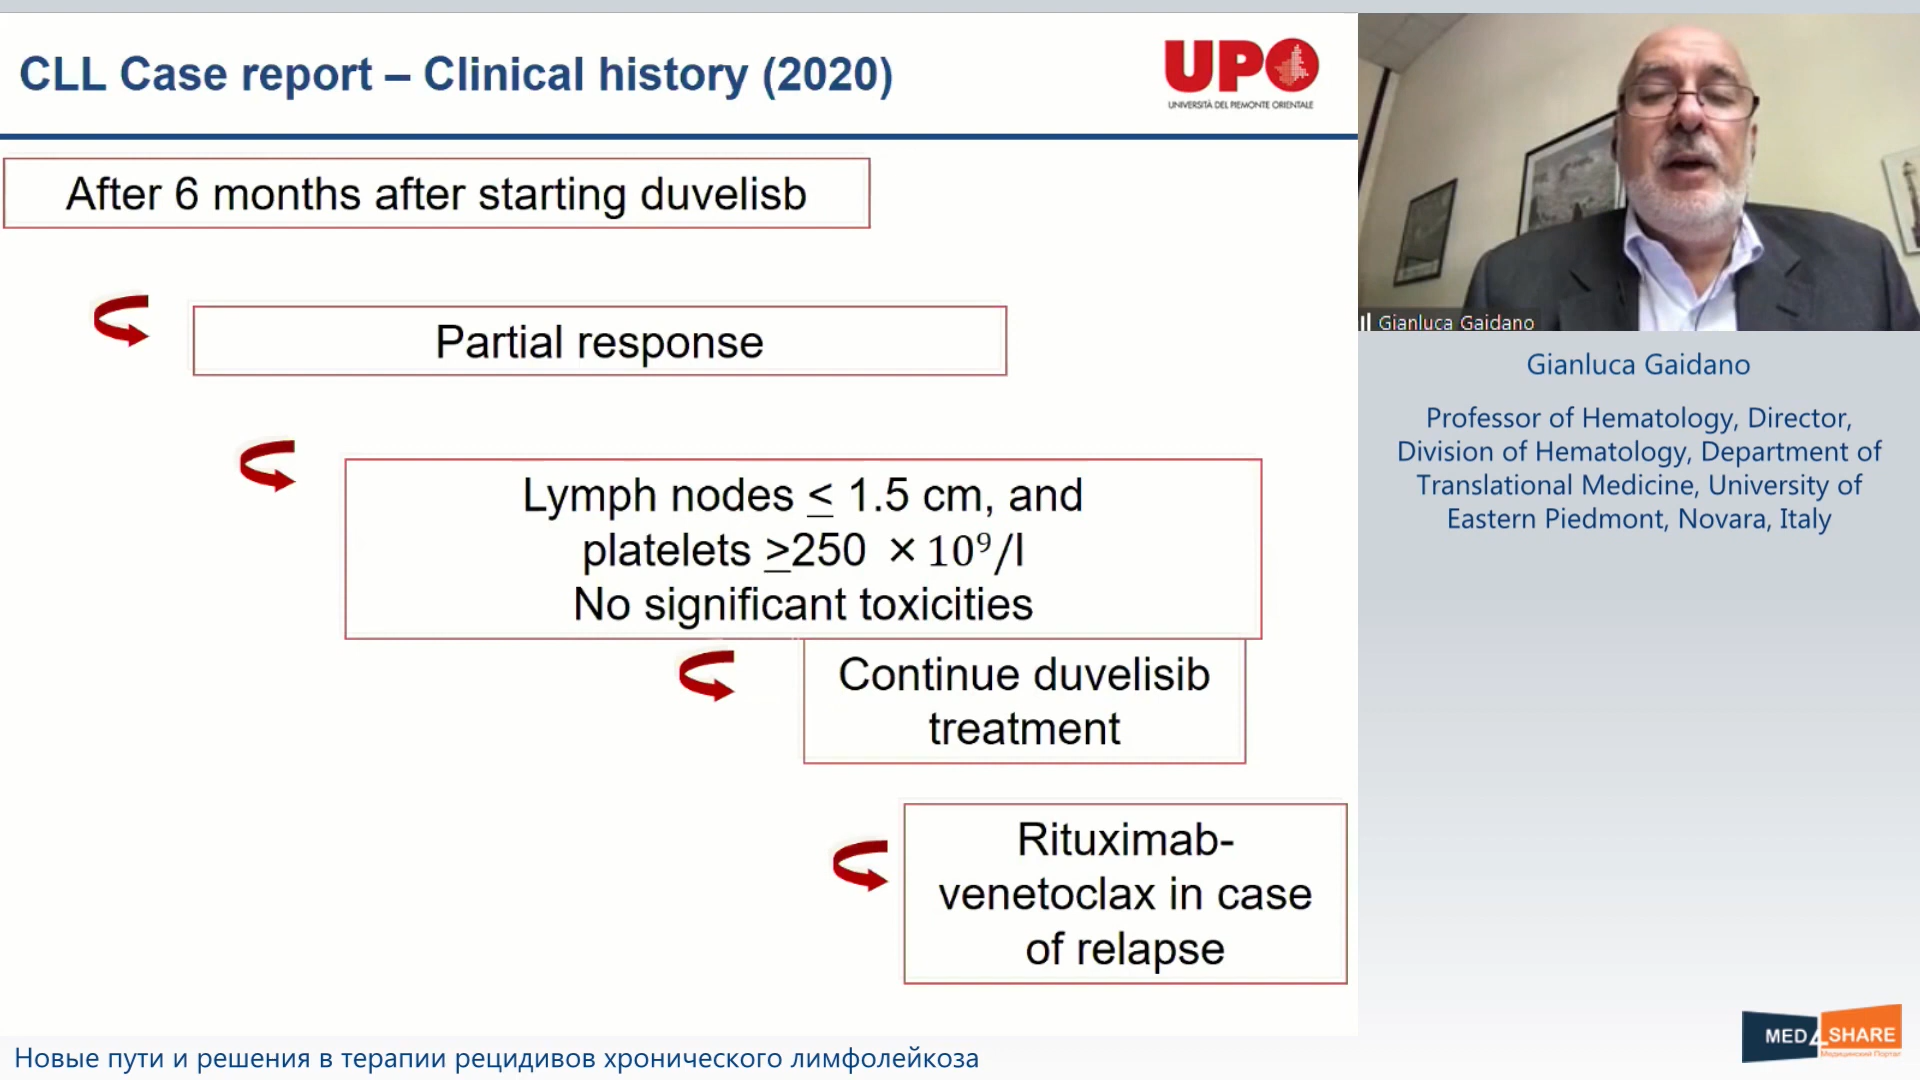 CLL Case report – Clinical history (2020)
UPO
UNIVERSITÀ DEL PIEMONTE ORIENTALE
After 6 months after starting duvelisb
Partial response
Lymph nodes < 1.5 cm, and
platelets >250 × 10⁹/l
No significant toxicities
Continue duvelisib
treatment
Rituximab-
venetoclax in case
of relapse
Gianluca Gaidano
Gianluca Gaidano
Professor of Hematology, Director,
Division of Hematology, Department of
Translational Medicine, University of
Eastern Piedmont, Novara, Italy
MED4SHARE
Медицинский Портал
Новые пути и решения в терапии рецидивов хронического лимфолейкоза